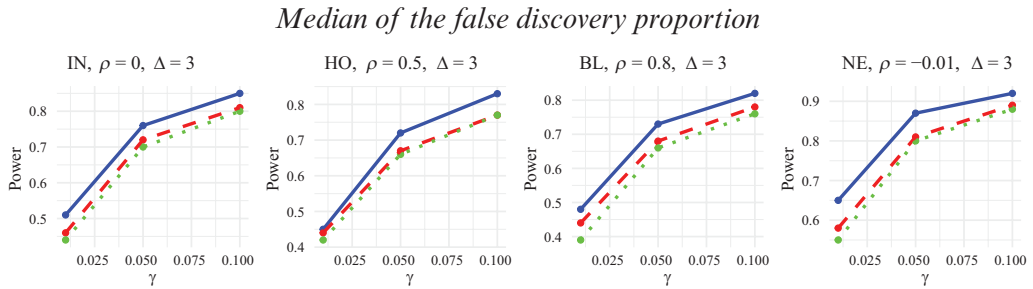 Median of the false discovery proportion
IN, ρ = 0, Δ = 3
HO, ρ = 0.5, Δ = 3
BL, ρ = 0.8, Δ = 3
NE, ρ = −0.01, Δ = 3
Power
0.8
0.7
0.6
0.5
0.025 0.050 0.075 0.100
γ
Power
0.8
0.7
0.6
0.5
0.4
0.025 0.050 0.075 0.100
γ
Power
0.8
0.7
0.6
0.5
0.4
0.025 0.050 0.075 0.100
γ
Power
0.9
0.8
0.7
0.6
0.025 0.050 0.075 0.100
γ